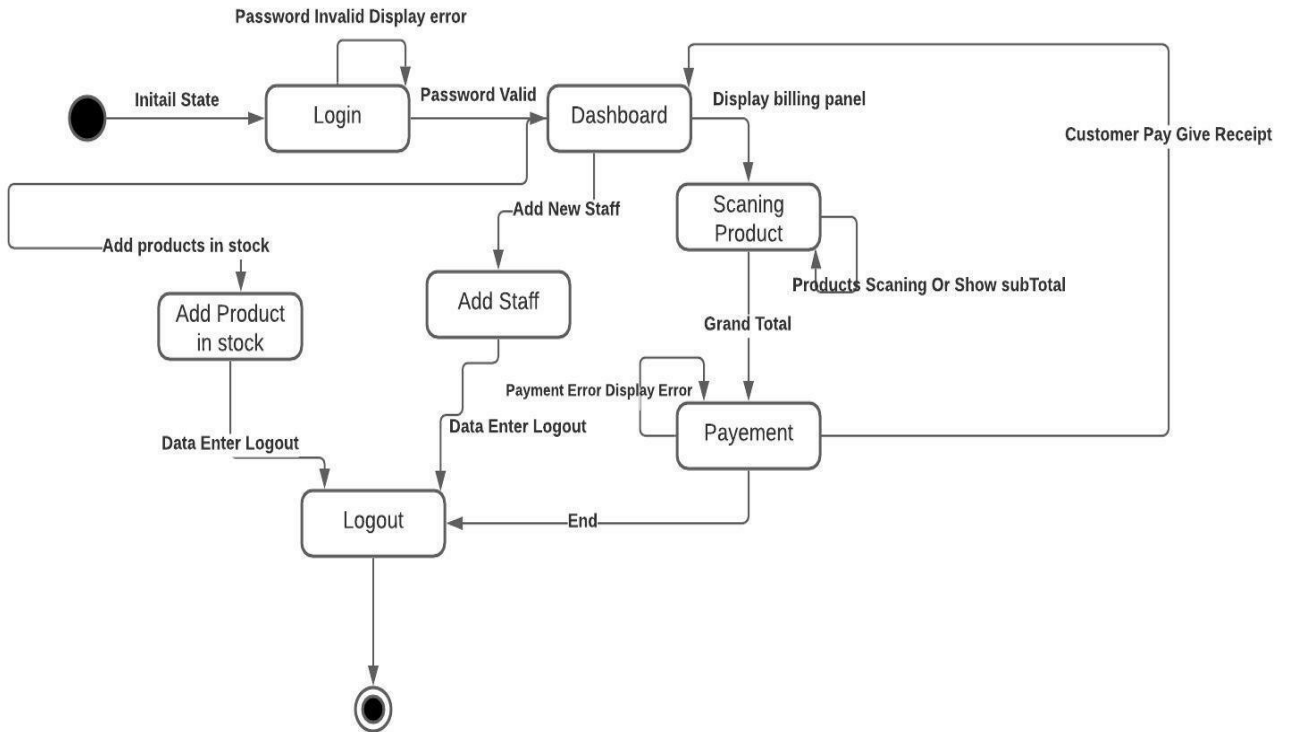 Password Invalid Display error
Initail State
Login
Password Valid
Dashboard
Display billing panel
Customer Pay Give Receipt
Scaning
Product
Add New Staff
Add products in stock
Products Scaning Or Show subTotal
Add Product
in stock
Add Staff
Grand Total
Payment Error Display Error
Payement
Data Enter Logout
Data Enter Logout
Logout
End